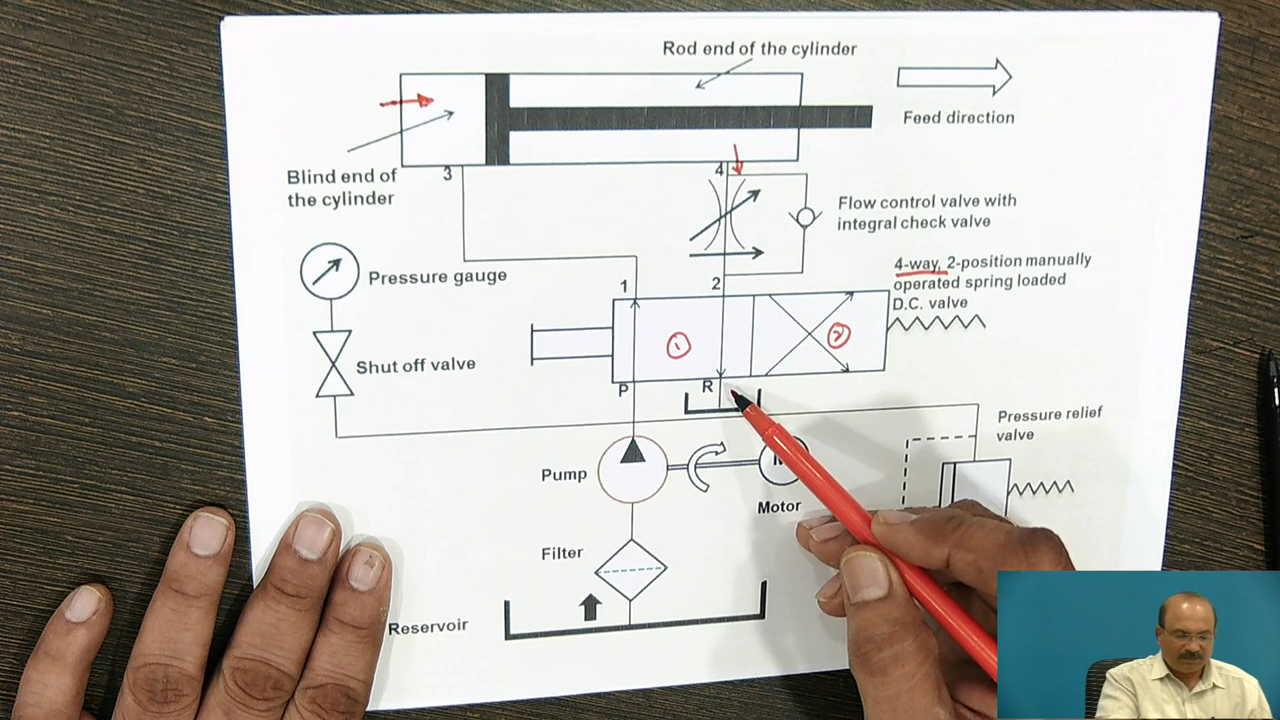 Rod end of the cylinder
Feed direction
Blind end of
the cylinder
3
4
Flow control valve with
integral check valve
Pressure gauge
1
2
4-way, 2-position manually
operated spring loaded
D.C. valve
1
2
Shut off valve
P
R
Pressure relief
valve
Pump
Motor
Filter
Reservoir